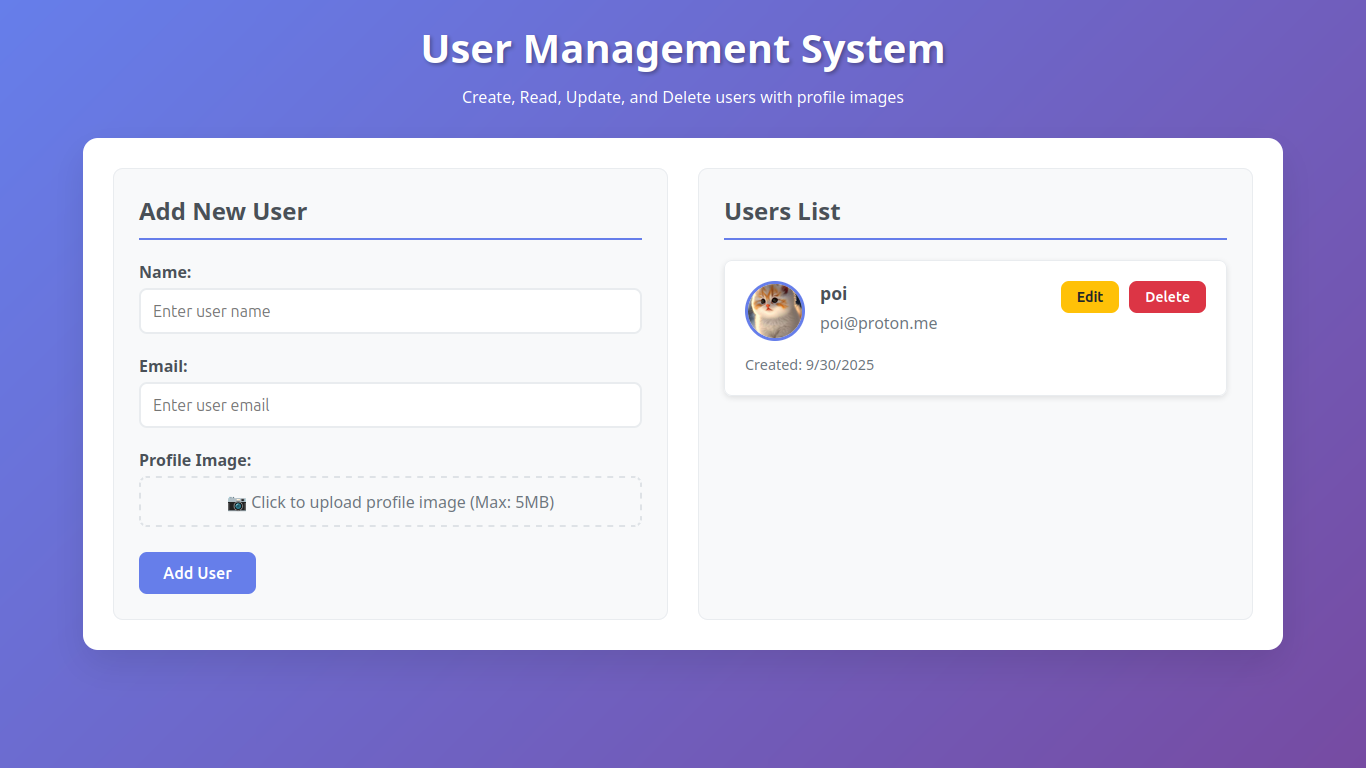 User Management System
Create, Read, Update, and Delete users with profile images
Add New User
Name:
Enter user name
Email:
Enter user email
Profile Image:
📷 Click to upload profile image (Max: 5MB)
Add User
Users List
poi
poi@proton.me
Edit
Delete
Created: 9/30/2025